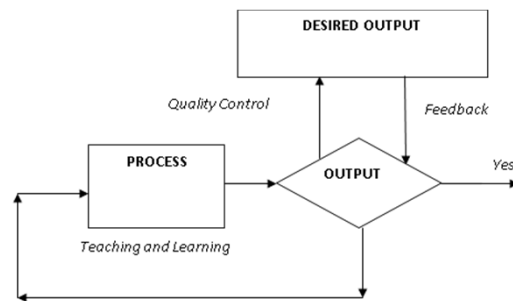 DESIRED OUTPUT
Quality Control
Feedback
PROCESS
OUTPUT
Yes
Teaching and Learning